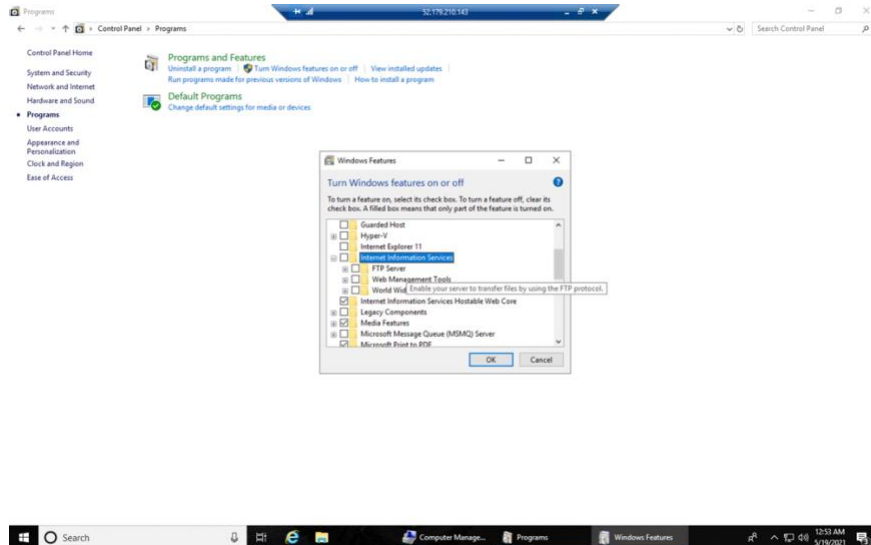 Programs
52.179.210.143
Control Panel > Programs
Search Control Panel
Control Panel Home
System and Security
Network and Internet
Hardware and Sound
Programs
User Accounts
Appearance and
Personalization
Clock and Region
Ease of Access
Programs and Features
Uninstall a program Turn Windows features on or off View installed updates
Run programs made for previous versions of Windows How to install a program
Default Programs
Change default settings for media or devices
Windows Features
Turn Windows features on or off
To turn a feature on, select its check box. To turn a feature off, clear its
check box. A filled box means that only part of the feature is turned on.
Guarded Host
Hyper-V
Internet Explorer 11
Internet Information Services
FTP Server
Web Management Tools
World Wid
Enable your server to transfer files by using the FTP protocol.
Internet Information Services Hostable Web Core
Legacy Components
Media Features
Microsoft Message Queue (MSMQ) Server
Microsoft Print to PDF
OK Cancel
Search
Computer Manage...
Programs
Windows Features
12:53 AM
5/19/2021